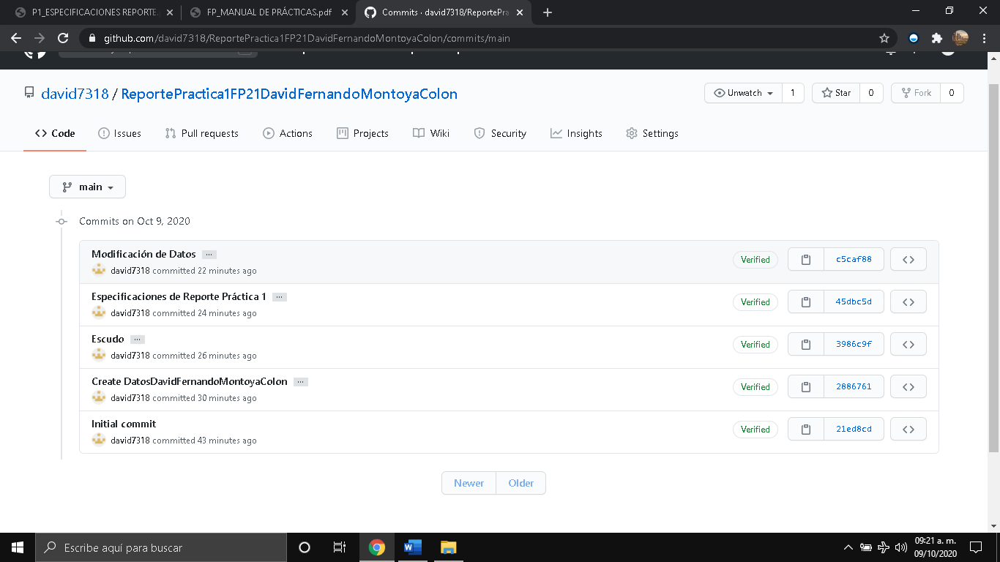 P1_ESPECIFICACIONES REPORTE.
FP_MANUAL DE PRÁCTICAS.pdf
Commits · david7318/ReportePra
github.com/david7318/ReportePractica1FP21DavidFernandoMontoyaColon/commits/main
david7318 / ReportePractica1FP21DavidFernandoMontoyaColon
Unwatch 1
Star 0
Fork 0
Code
Issues
Pull requests
Actions
Projects
Wiki
Security
Insights
Settings
main
Commits on Oct 9, 2020
Modificación de Datos ...
david7318 committed 22 minutes ago
Verified
c5caf88
Especificaciones de Reporte Práctica 1 ...
david7318 committed 24 minutes ago
Verified
45dbc5d
Escudo ...
david7318 committed 26 minutes ago
Verified
3986c9f
Create DatosDavidFernandoMontoyaColon ...
david7318 committed 30 minutes ago
Verified
2886761
Initial commit
david7318 committed 43 minutes ago
Verified
21ed8cd
Newer
Older
Escribe aquí para buscar
09:21 a. m.
09/10/2020